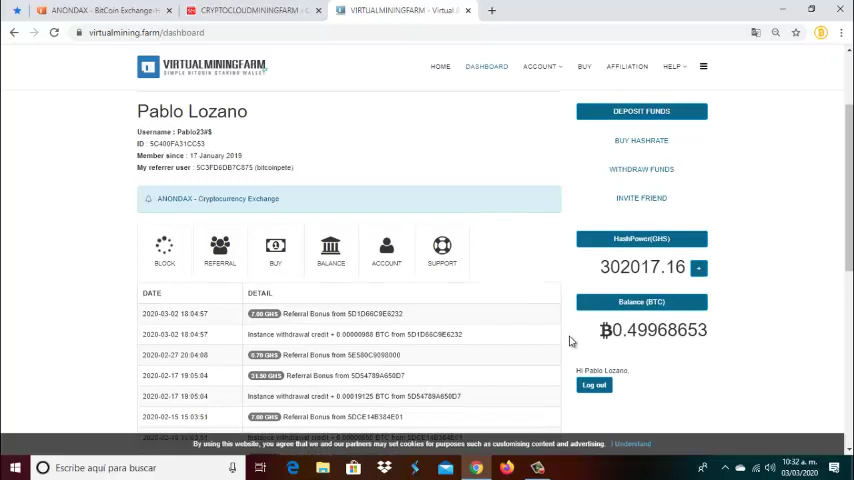 ANONDAX - BitCoin Exchange-H
CRYPTOCLOUDMININGFARM - C
VIRTUALMININGFARM - Virtual
virtualmining.farm/dashboard
VIRTUALMININGFARM
SIMPLE BITCOIN STAKING WALLET
HOME DASHBOARD ACCOUNT BUY AFFILIATION HELP
Pablo Lozano
Username : Pablo23#$
ID : 5C400FA31CC53
Member since : 17 January 2019
My referrer user : 5C3FD6DB7C875 (bitcoinpete)
ANONDAX - Cryptocurrency Exchange
BLOCK REFERRAL BUY BALANCE ACCOUNT SUPPORT
DATE DETAIL
2020-03-02 18:04:57 7.00 GHS Referral Bonus from 5D1D66C9E6232
2020-03-02 18:04:57 Instance withdrawal credit + 0.00000988 BTC from 5D1D66C9E6232
2020-02-27 20:04:08 0.70 GHS Referral Bonus from 5E580C9098000
2020-02-17 19:05:04 31.50 GHS Referral Bonus from 5D54789A650D7
2020-02-17 19:05:04 Instance withdrawal credit + 0.00019125 BTC from 5D54789A650D7
2020-02-15 15:03:51 7.00 GHS Referral Bonus from 5DCE14B384E01
DEPOSIT FUNDS
BUY HASHRATE
WITHDRAW FUNDS
INVITE FRIEND
HashPower(GHS)
302017.16 +
Balance (BTC)
₿0.49968653
Hi Pablo Lozano,
Log out
By using this website, you agree that we and our partners may set cookies for purposes such as customising content and advertising. I Understand
Escribe aquí para buscar
10:32 a. m.
03/03/2020